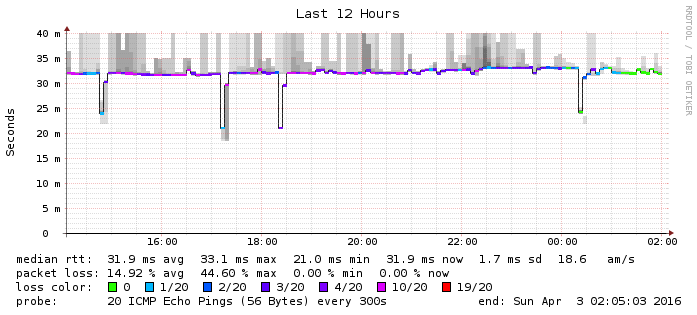 Last 12 Hours
RRDTOOL / TOBI OETIKER
Seconds
40 m
35 m
30 m
25 m
20 m
15 m
10 m
5 m
0
16:00 18:00 20:00 22:00 00:00 02:00
median rtt: 31.9 ms avg 33.1 ms max 21.0 ms min 31.9 ms now 1.7 ms sd 18.6 am/s
packet loss: 14.92 % avg 44.60 % max 0.00 % min 0.00 % now
loss color: 0 1/20 2/20 3/20 4/20 10/20 19/20
probe: 20 ICMP Echo Pings (56 Bytes) every 300s end: Sun Apr 3 02:05:03 2016